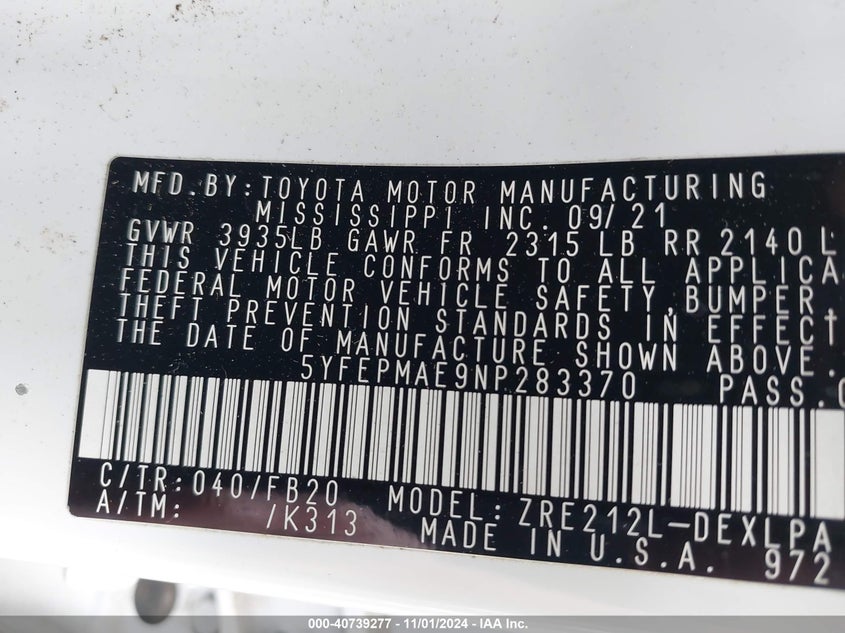 MFD.BY:TOYOTA MOTOR MANUFACTURING
MISSISSIPPI INC. 09/21
GVWR 3935LB GAWR FR 2315 LB RR 2140 L
THIS VEHICLE CONFORMS TO ALL APPLICA
FEDERAL MOTOR VEHICLE SAFETY,BUMPER,
THEFT PREVENTION STANDARDS IN EFFECT
THE DATE OF MANUFACTURE SHOWN ABOVE.
5YFEPMAE9NP283370 PASS.C
C/TR:040/FB20 MODEL:ZRE212L-DEXLPA
A/TM: /K313 MADE IN U.S.A. 972
000-40739277 - 11/01/2024 - IAA Inc.